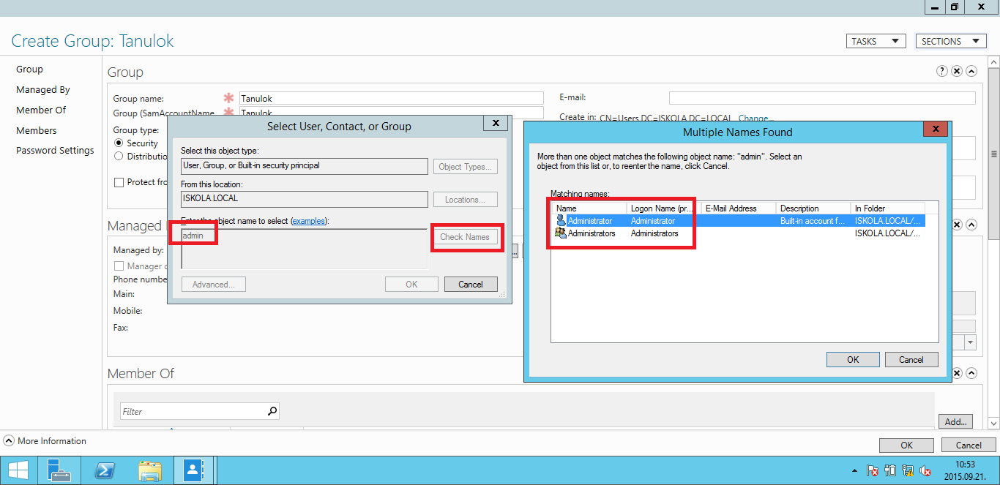 Create Group: Tanulok
TASKS
SECTIONS
Group
Managed By
Member Of
Members
Password Settings
Group
Group name:
Tanulok
E-mail:
Group (SamAccountName
Tanulok
Create in: CN=Users,DC=ISKOLA,DC=LOCAL Change...
Group type:
Security
Distributio
Protect fro
Managed
Managed by:
Manager
Phone numbe
Main:
Mobile:
Fax:
Select User, Contact, or Group
Select this object type:
User, Group, or Built-in security principal
Object Types...
From this location:
ISKOLA.LOCAL
Locations...
Enter the object name to select (examples):
admin
Check Names
Advanced...
OK
Cancel
Multiple Names Found
More than one object matches the following object name: "admin". Select an
object from this list or, to reenter the name, click Cancel.
Matching names:
Name Logon Name (pr... E-Mail Address Description In Folder
Administrator Administrator Built-in account f... ISKOLA.LOCAL/...
Administrators Administrators ISKOLA.LOCAL/...
OK
Cancel
Member Of
Filter
Add...
More Information
OK
Cancel
10:53
2015.09.21.